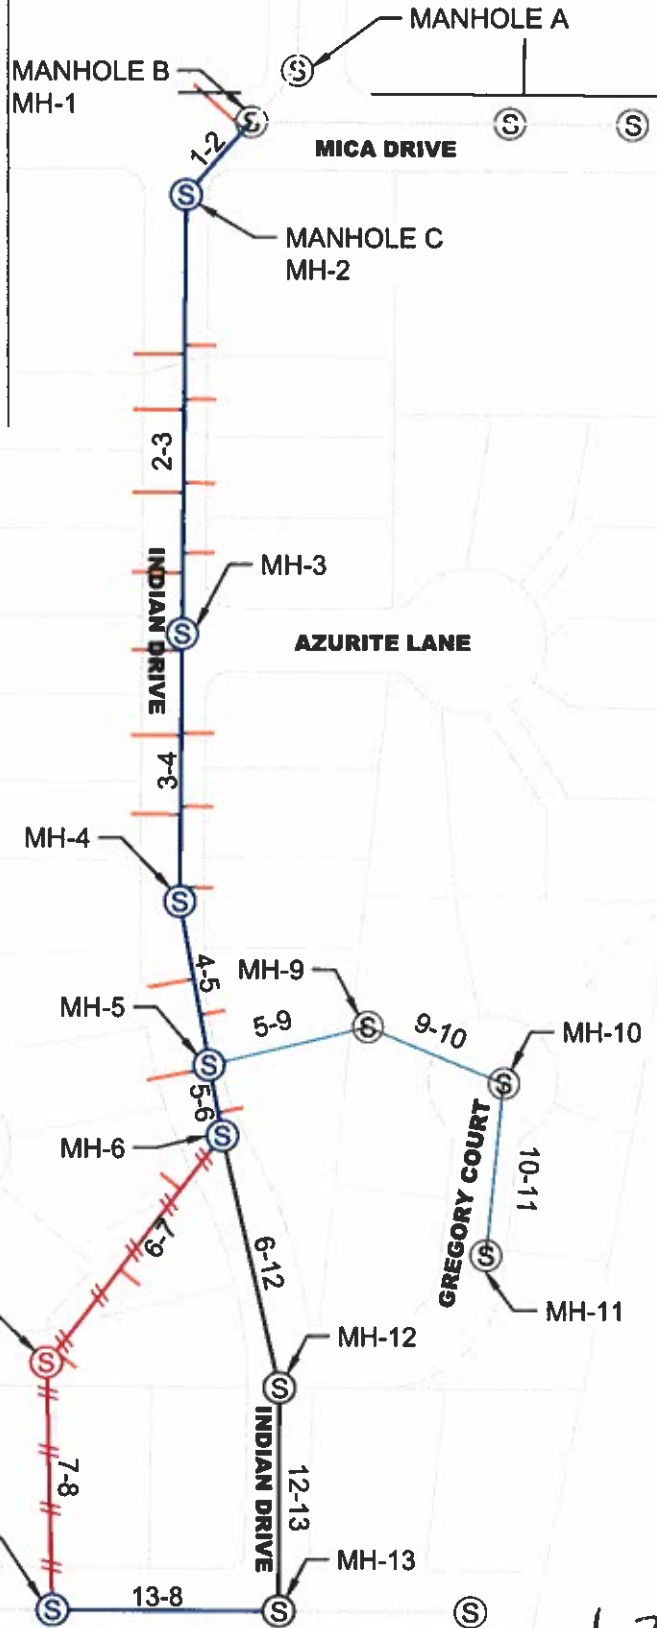 MANHOLE A
MANHOLE B
MH-1
S
S
S
S
1-2
MICA DRIVE
S
MANHOLE C
MH-2
2-3
INDIAN DRIVE
MH-3
S
AZURITE LANE
3-4
MH-4
S
4-5
MH-9
MH-5
5-9
S
9-10
MH-10
S
S
5-6
MH-6
S
GREGORY COURT
10-11
6-7
6-12
S
MH-11
MH-12
S
S
INDIAN DRIVE
7-8
12-13
MH-13
13-8
S
S
S